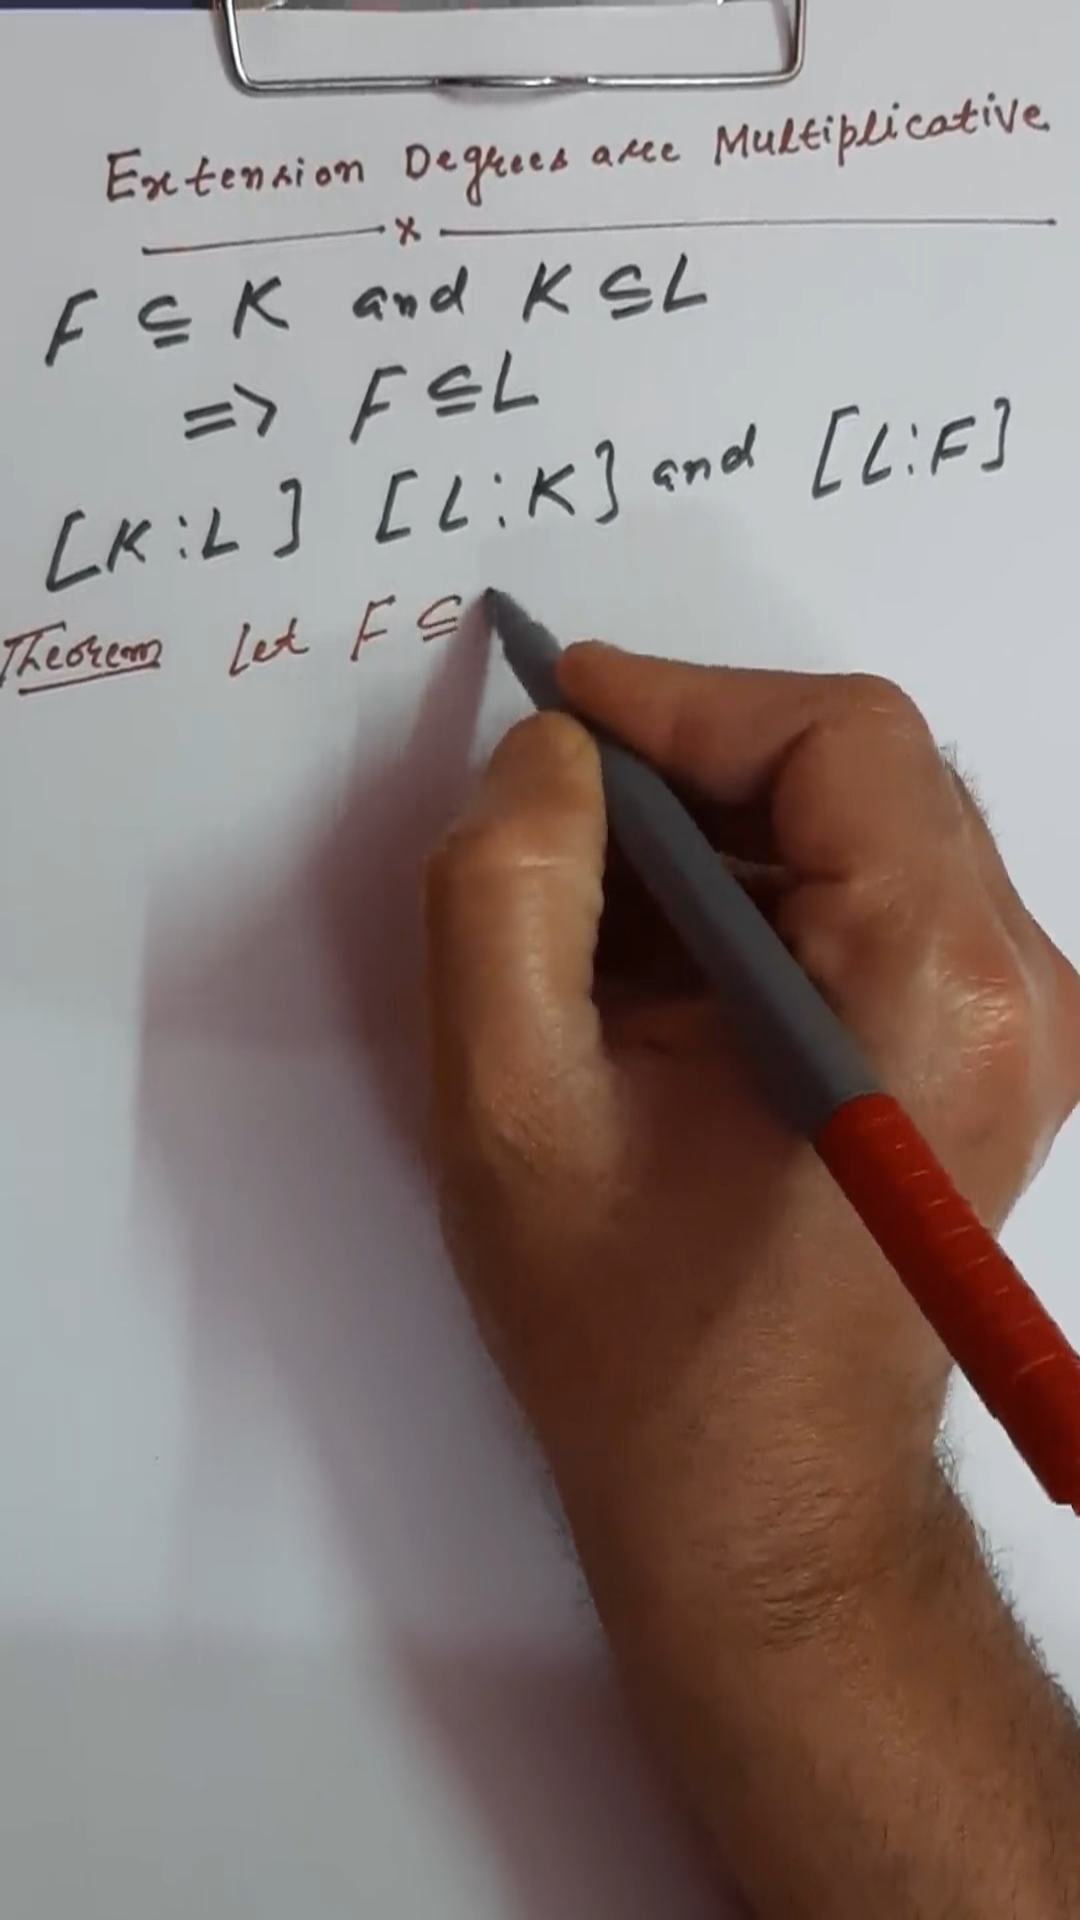 Extension Degrees are Multiplicative
x
F ⊆ K and K ⊆ L
=> F ⊆ L
[K:L] [L:K] and [L:F]
Theorem Let F ⊆